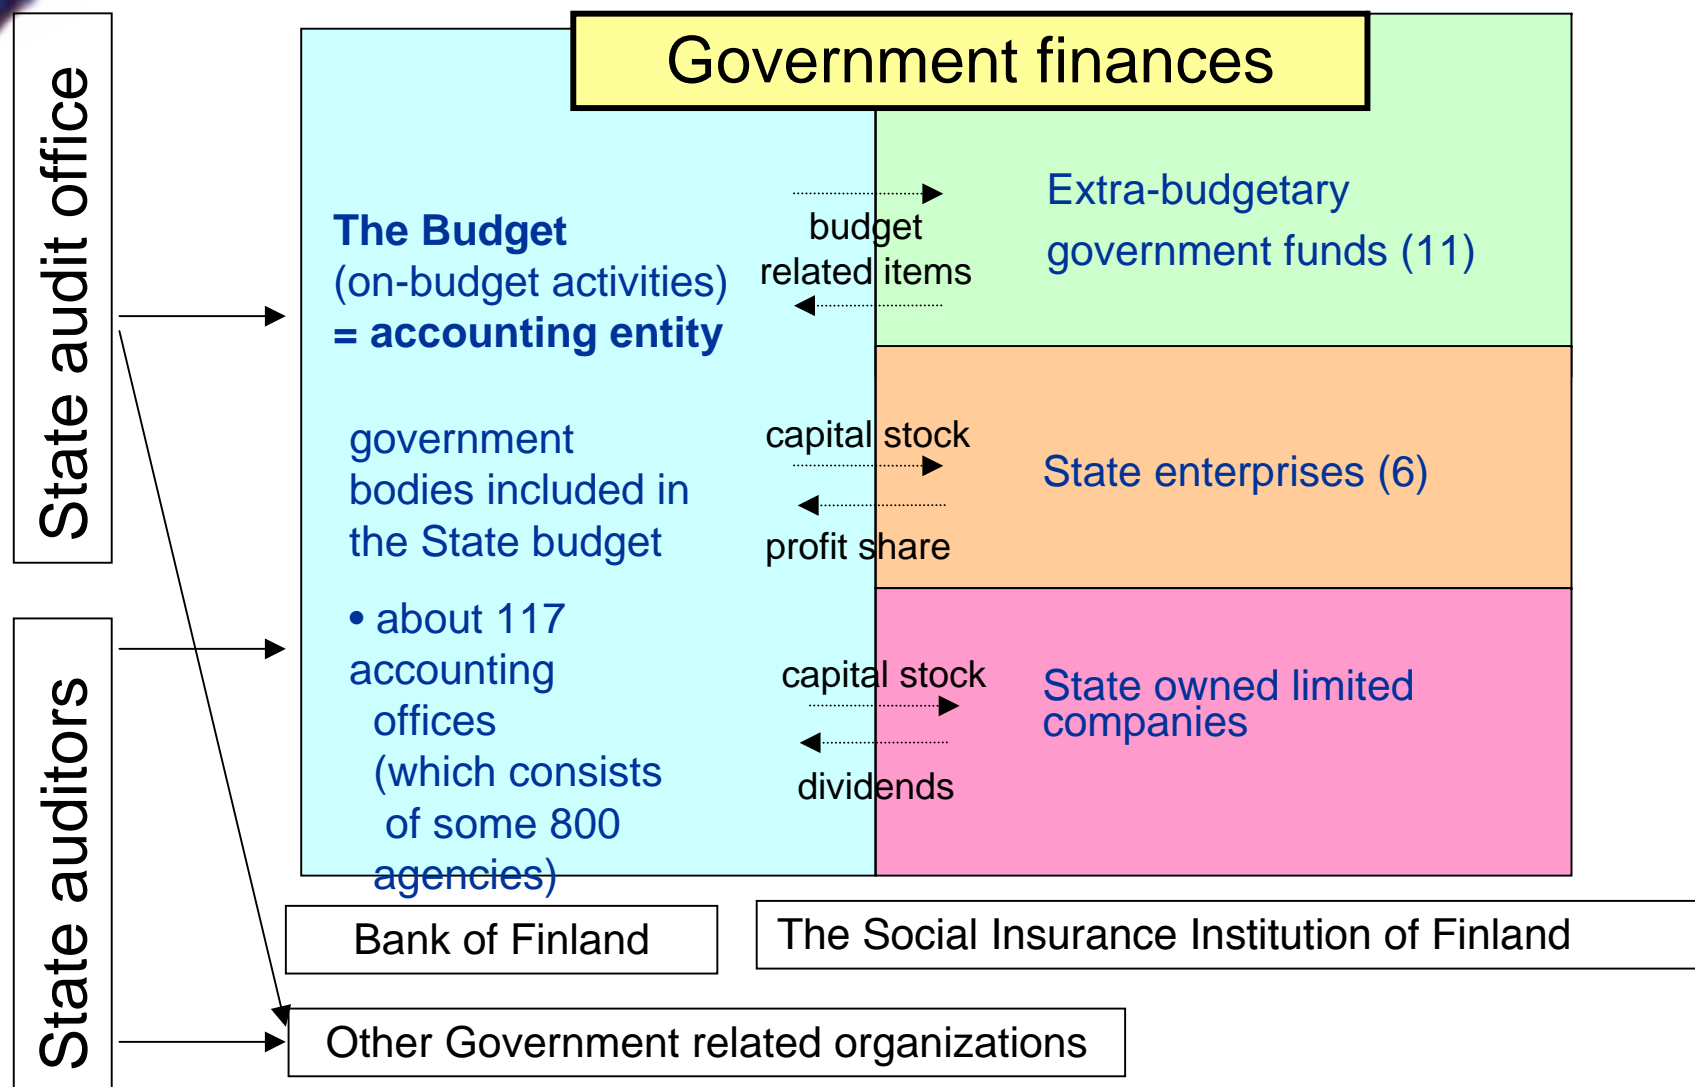 Government finances
State audit office
State auditors
The Budget
(on-budget activities)
= accounting entity
government
bodies included in
the State budget
• about 117
accounting
offices
(which consists
of some 800
agencies)
budget
related items
capital stock
profit share
capital stock
dividends
Extra-budgetary
government funds (11)
State enterprises (6)
State owned limited
companies
Bank of Finland
The Social Insurance Institution of Finland
Other Government related organizations